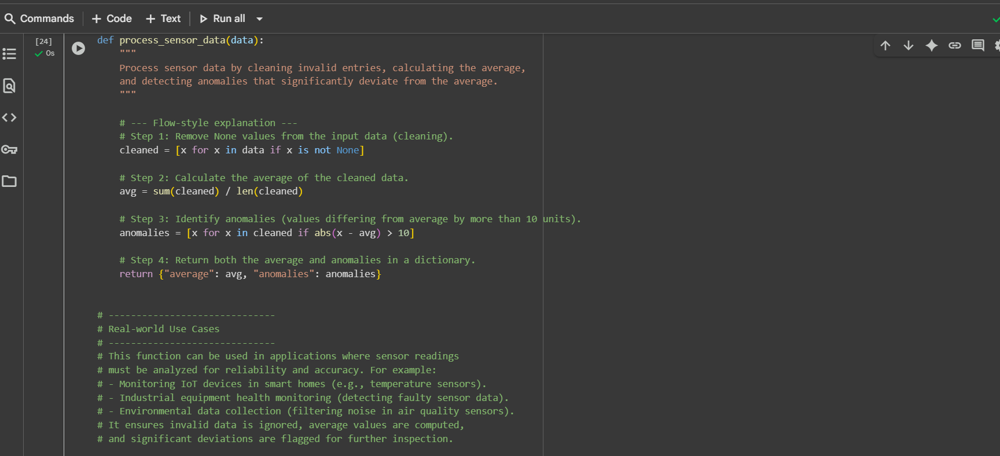 Commands + Code + Text Run all
[24]
0s
def process_sensor_data(data):
"""
Process sensor data by cleaning invalid entries, calculating the average,
and detecting anomalies that significantly deviate from the average.
"""
# --- Flow-style explanation ---
# Step 1: Remove None values from the input data (cleaning).
cleaned = [x for x in data if x is not None]
# Step 2: Calculate the average of the cleaned data.
avg = sum(cleaned) / len(cleaned)
# Step 3: Identify anomalies (values differing from average by more than 10 units).
anomalies = [x for x in cleaned if abs(x - avg) > 10]
# Step 4: Return both the average and anomalies in a dictionary.
return {"average": avg, "anomalies": anomalies}
# ------------------------------
# Real-world Use Cases
# ------------------------------
# This function can be used in applications where sensor readings
# must be analyzed for reliability and accuracy. For example:
# - Monitoring IoT devices in smart homes (e.g., temperature sensors).
# - Industrial equipment health monitoring (detecting faulty sensor data).
# - Environmental data collection (filtering noise in air quality sensors).
# It ensures invalid data is ignored, average values are computed,
# and significant deviations are flagged for further inspection.